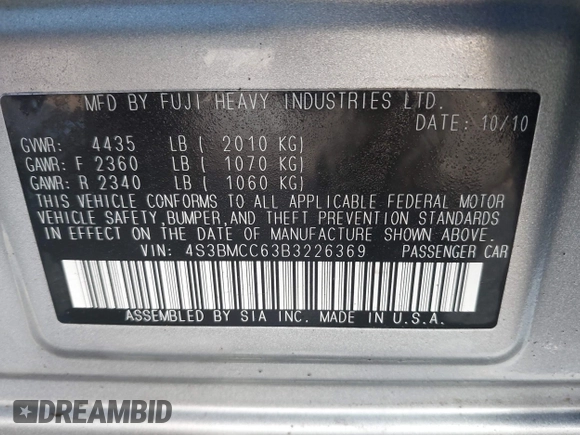 MFD BY FUJI HEAVY INDUSTRIES LTD.
DATE: 10/10
GVWR: 4435 LB ( 2010 KG)
GAWR: F 2360 LB ( 1070 KG)
GAWR: R 2340 LB ( 1060 KG)
THIS VEHICLE CONFORMS TO ALL APPLICABLE FEDERAL MOTOR
VEHICLE SAFETY, BUMPER, AND THEFT PREVENTION STANDARDS
IN EFFECT ON THE DATE OF MANUFACTURE SHOWN ABOVE.
VIN: 4S3BMCC63B3226369 PASSENGER CAR
ASSEMBLED BY SIA INC. MADE IN U.S.A.
DREAMBID